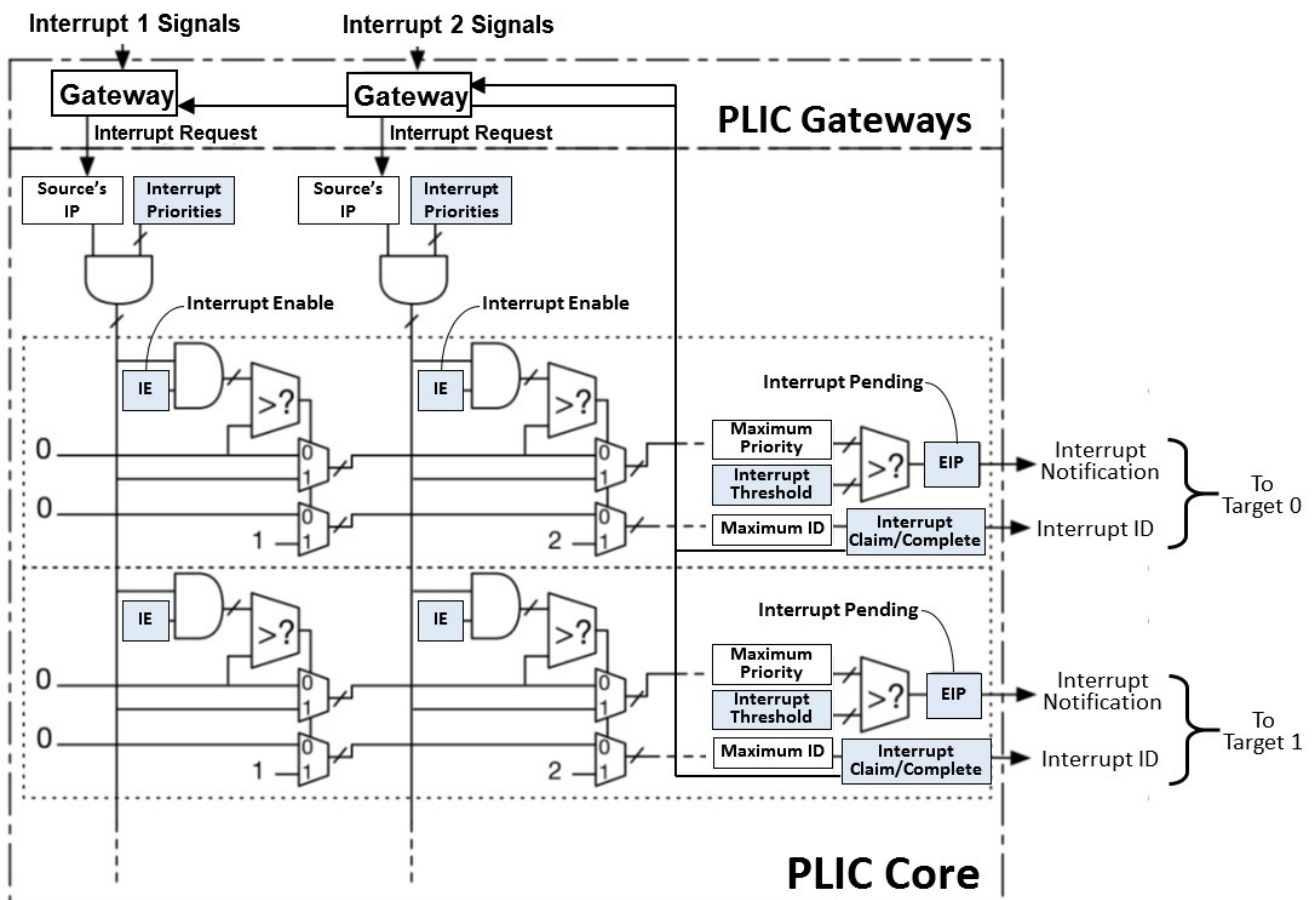 Interrupt 1 Signals
Interrupt 2 Signals
Gateway
Gateway
PLIC Gateways
Interrupt Request
Interrupt Request
Source's
IP
Interrupt
Priorities
Source's
IP
Interrupt
Priorities
Interrupt Enable
Interrupt Enable
IE
>?
IE
>?
0
0
1
0
1
0
0
1
1
0
2
1
Interrupt Pending
Maximum
Priority
Interrupt
Threshold
>?
EIP
Maximum ID
Interrupt
Claim/Complete
Interrupt
Notification
Interrupt ID
To
Target 0
IE
>?
IE
>?
0
0
1
0
1
0
0
1
1
0
2
1
Interrupt Pending
Maximum
Priority
Interrupt
Threshold
>?
EIP
Maximum ID
Interrupt
Claim/Complete
Interrupt
Notification
Interrupt ID
To
Target 1
PLIC Core